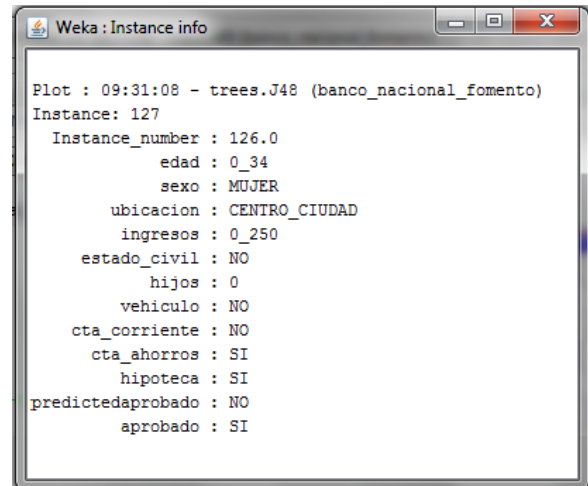 Weka : Instance info
Plot : 09:31:08 - trees.J48 (banco_nacional_fomento)
Instance: 127
Instance_number : 126.0
edad : 0_34
sexo : MUJER
ubicacion : CENTRO_CIUDAD
ingresos : 0_250
estado_civil : NO
hijos : 0
vehiculo : NO
cta_corriente : NO
cta_ahorros : SI
hipoteca : SI
predictedaprobado : NO
aprobado : SI